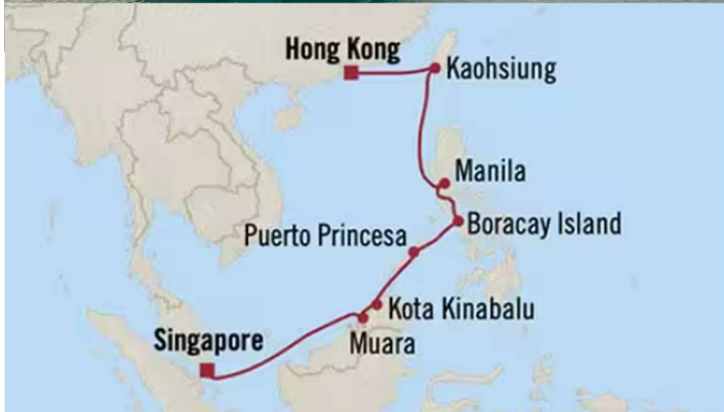 Hong Kong
Kaohsiung
Manila
Boracay Island
Puerto Princesa
Kota Kinabalu
Singapore
Muara